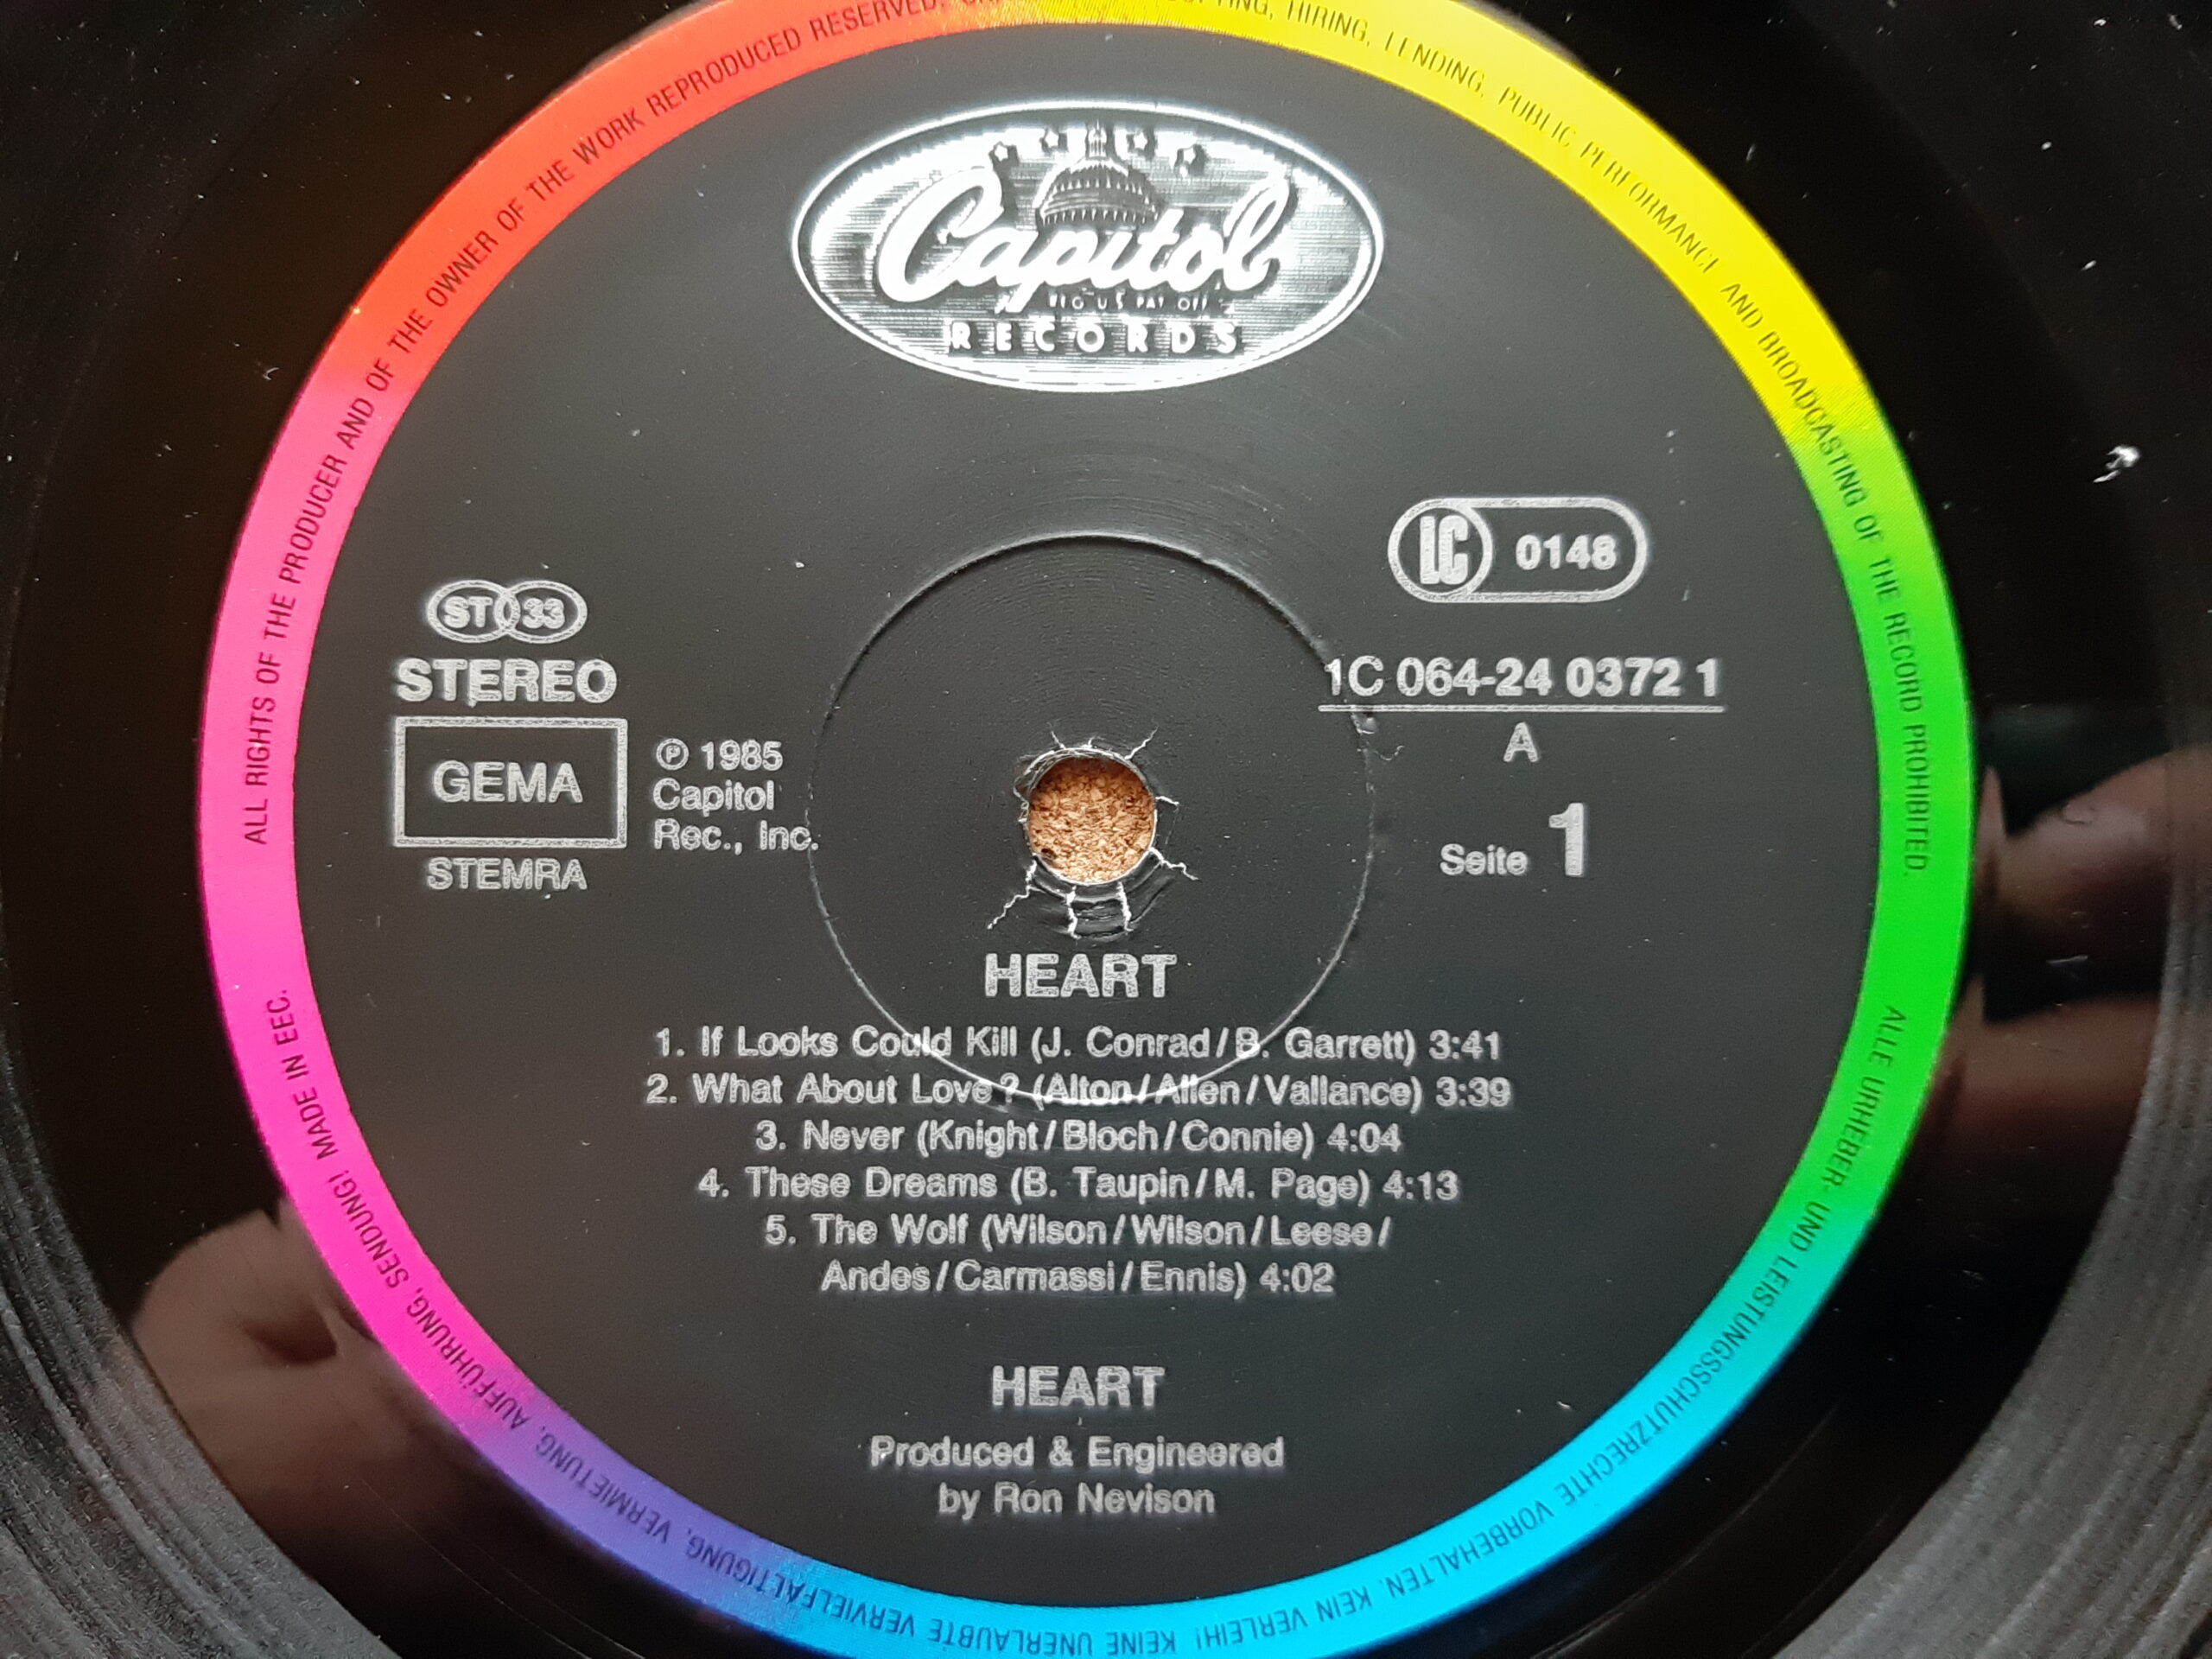 ALL RIGHTS OF THE PRODUCER AND OF THE OWNER OF THE WORK REPRODUCED RESERVED.
HIRING, LENDING, PUBLIC PERFORMANCE AND BROADCASTING OF THE RECORD PROHIBITED.
Capitol
REG U.S. PAT. OFF.
RECORDS
LC 0148
ST 33
STEREO
GEMA
STEMRA
℗ 1985
Capitol
Rec., Inc.
1C 064-24 0372 1
A
Seite 1
HEART
1. If Looks Could Kill (J. Conrad/B. Garrett) 3:41
2. What About Love? (Alton/Allen/Vallance) 3:39
3. Never (Knight/Bloch/Connie) 4:04
4. These Dreams (B. Taupin/M. Page) 4:13
5. The Wolf (Wilson/Wilson/Leese/
Andes/Carmassi/Ennis) 4:02
HEART
Produced & Engineered
by Ron Nevison
ALLE URHEBER- UND LEISTUNGSSCHUTZRECHTE VORBEHALTEN. KEIN VERLEIH! KEINE UNERLAUBTE VERVIELFÄLTIGUNG, VERMIETUNG, AUFFÜHRUNG, SENDUNG! MADE IN EEC.